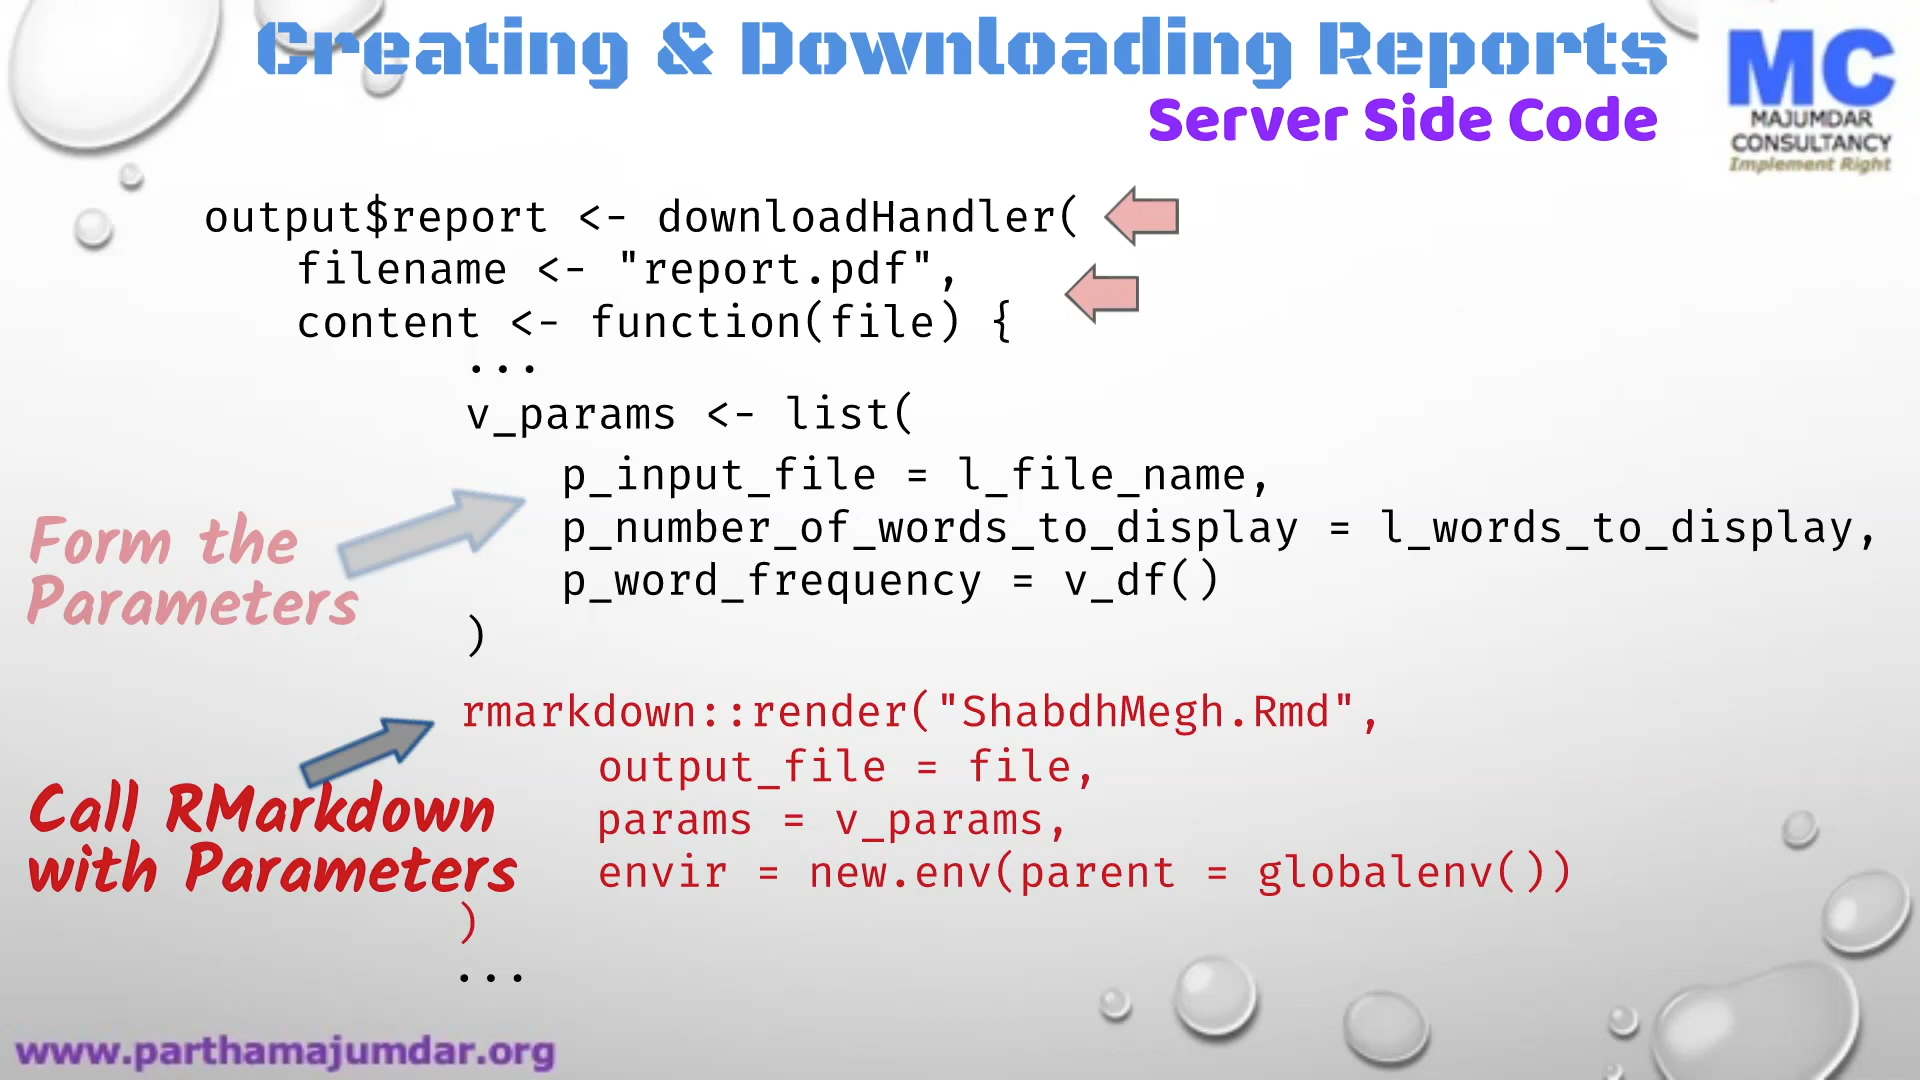 Creating & Downloading Reports
Server Side Code
MC
MAJUMDAR
CONSULTANCY
Implement Right
output$report <- downloadHandler(
filename <- "report.pdf",
content <- function(file) {
...
v_params <- list(
p_input_file = l_file_name,
p_number_of_words_to_display = l_words_to_display,
p_word_frequency = v_df()
)
Form the
Parameters
rmarkdown::render("ShabdhMegh.Rmd",
output_file = file,
params = v_params,
envir = new.env(parent = globalenv())
)
...
Call RMarkdown
with Parameters
www.parthamajumdar.org